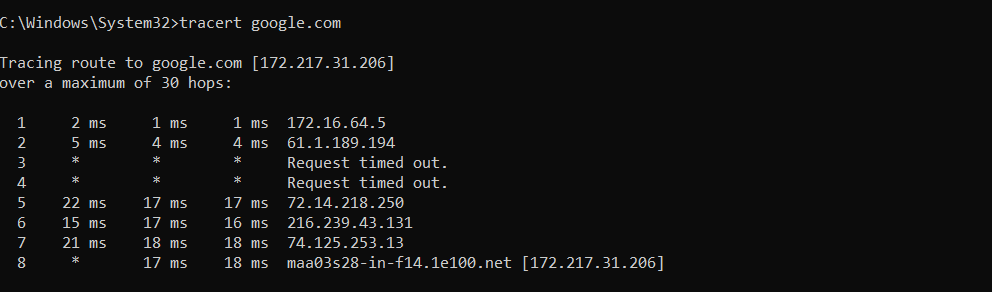 C:\Windows\System32>tracert google.com
Tracing route to google.com [172.217.31.206]
over a maximum of 30 hops:
1 2 ms 1 ms 1 ms 172.16.64.5
2 5 ms 4 ms 4 ms 61.1.189.194
3 * * * Request timed out.
4 * * * Request timed out.
5 22 ms 17 ms 17 ms 72.14.218.250
6 15 ms 17 ms 16 ms 216.239.43.131
7 21 ms 18 ms 18 ms 74.125.253.13
8 * 17 ms 18 ms maa03s28-in-f14.1e100.net [172.217.31.206]